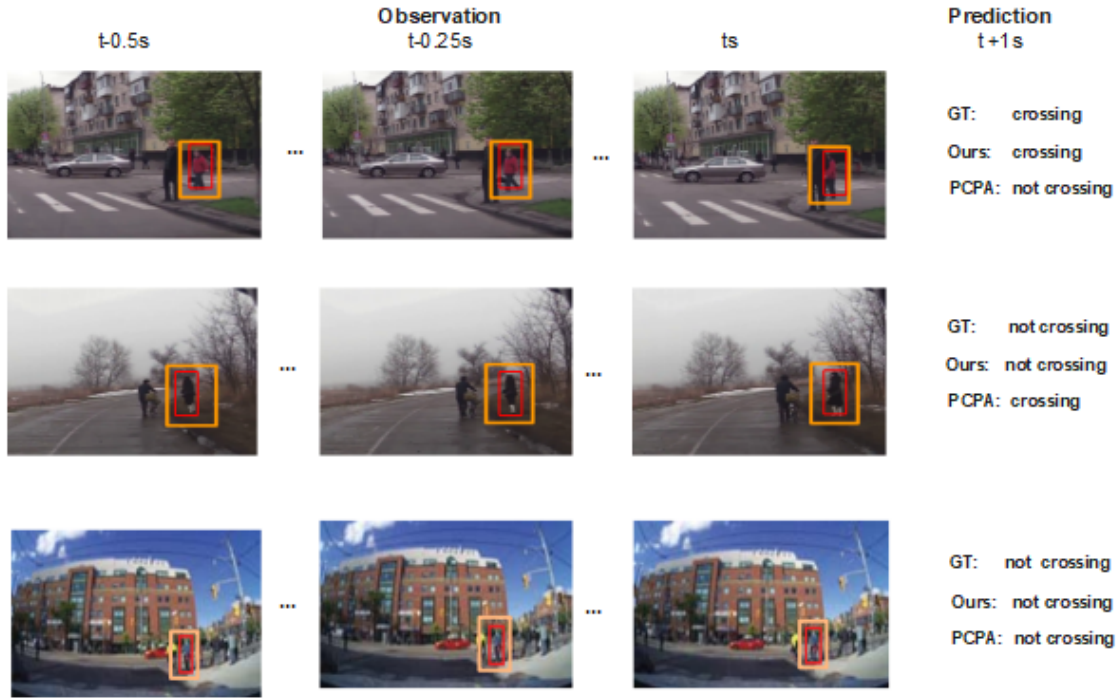 Observation Prediction
t-0.5s t-0.25s ts t+1s
GT: crossing
... ... Ours: crossing
PCPA: not crossing
GT: not crossing
... ... Ours: not crossing
PCPA: crossing
GT: not crossing
... ... Ours: not crossing
PCPA: not crossing